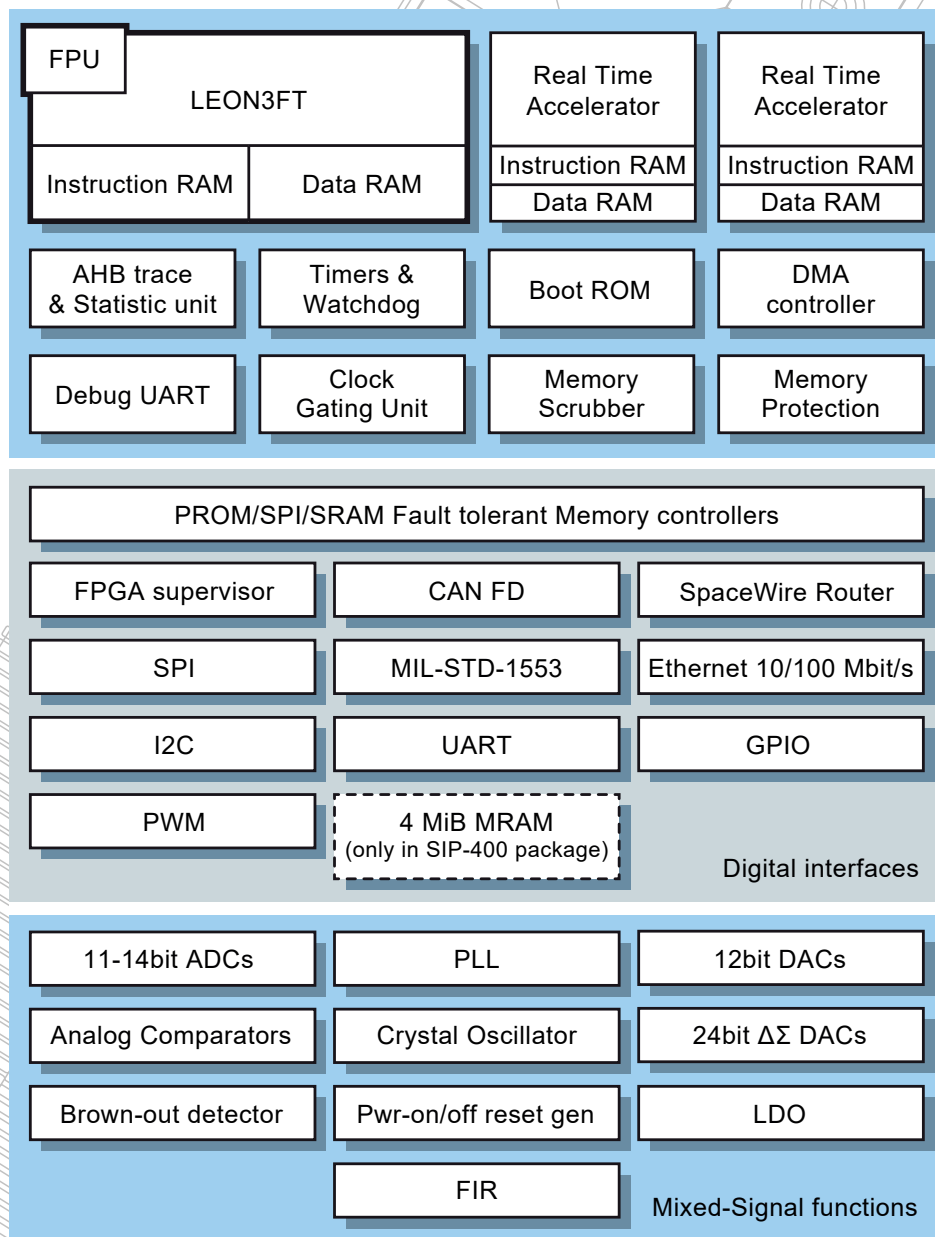 FPU
LEON3FT
Instruction RAM
Data RAM
Real Time
Accelerator
Instruction RAM
Data RAM
Real Time
Accelerator
Instruction RAM
Data RAM
AHB trace
& Statistic unit
Timers &
Watchdog
Boot ROM
DMA
controller
Debug UART
Clock
Gating Unit
Memory
Scrubber
Memory
Protection
PROM/SPI/SRAM Fault tolerant Memory controllers
FPGA supervisor
CAN FD
SpaceWire Router
SPI
MIL-STD-1553
Ethernet 10/100 Mbit/s
I2C
UART
GPIO
PWM
4 MiB MRAM
(only in SIP-400 package)
Digital interfaces
11-14bit ADCs
PLL
12bit DACs
Analog Comparators
Crystal Oscillator
24bit ΔΣ DACs
Brown-out detector
Pwr-on/off reset gen
LDO
FIR
Mixed-Signal functions